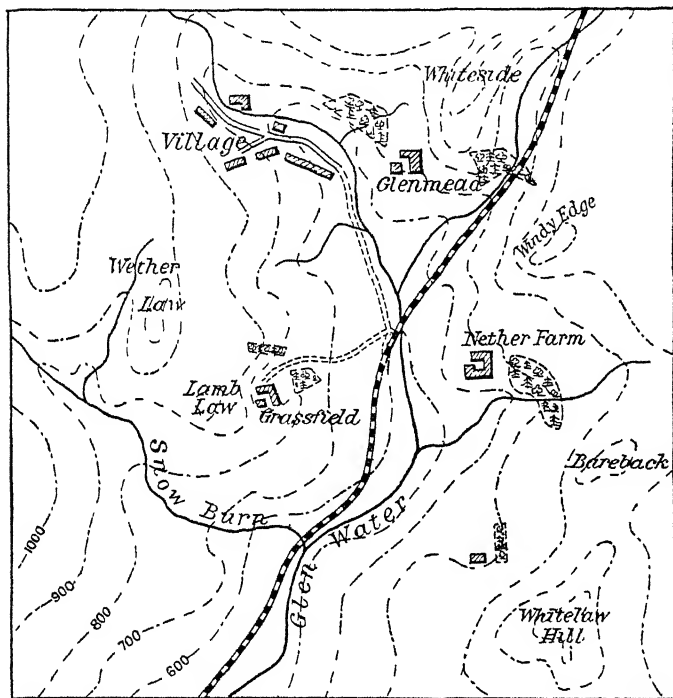 Whiteside
Village
Glenmead
Windy Edge
Wether
Law
Nether Farm
Lamb
Law
Grassfield
Snow Burn
Bareback
Glen Water
1000
900
800
700
600
Whitelaw
Hill